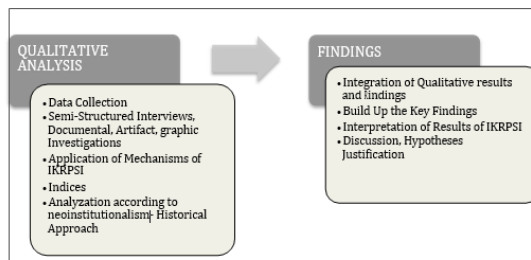 QUALITATIVE
ANALYSIS
• Data Collection
• Semi-Structured Interviews,
Documental, Artifact, graphic
Investigations
• Application of Mechanisms of
IKRPSI
• Indices
• Analyzation according to
neoinstitutionalism- Historical
Approach
FINDINGS
• Integration of Qualitative results
and findings
• Build Up the Key Findings
• Interpretation of Results of IKRPSI
• Discussion, Hypotheses
Justification